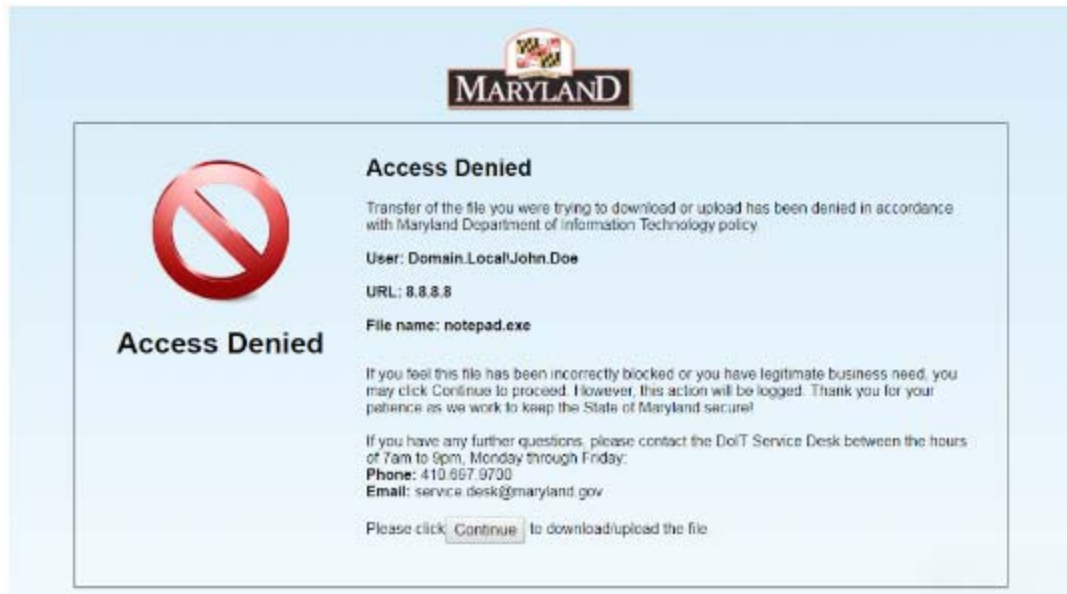 MARYLAND
Access Denied
Access Denied
Transfer of the file you were trying to download or upload has been denied in accordance
with Maryland Department of Information Technology policy.
User: Domain.Local\John.Doe
URL: 8.8.8.8
File name: notepad.exe
If you feel this file has been incorrectly blocked or you have legitimate business need, you
may click Continue to proceed. However, this action will be logged. Thank you for your
patience as we work to keep the State of Maryland secure!
If you have any further questions, please contact the DoIT Service Desk between the hours
of 7am to 9pm, Monday through Friday:
Phone: 410.697.9700
Email: service.desk@maryland.gov
Please click Continue to download/upload the file